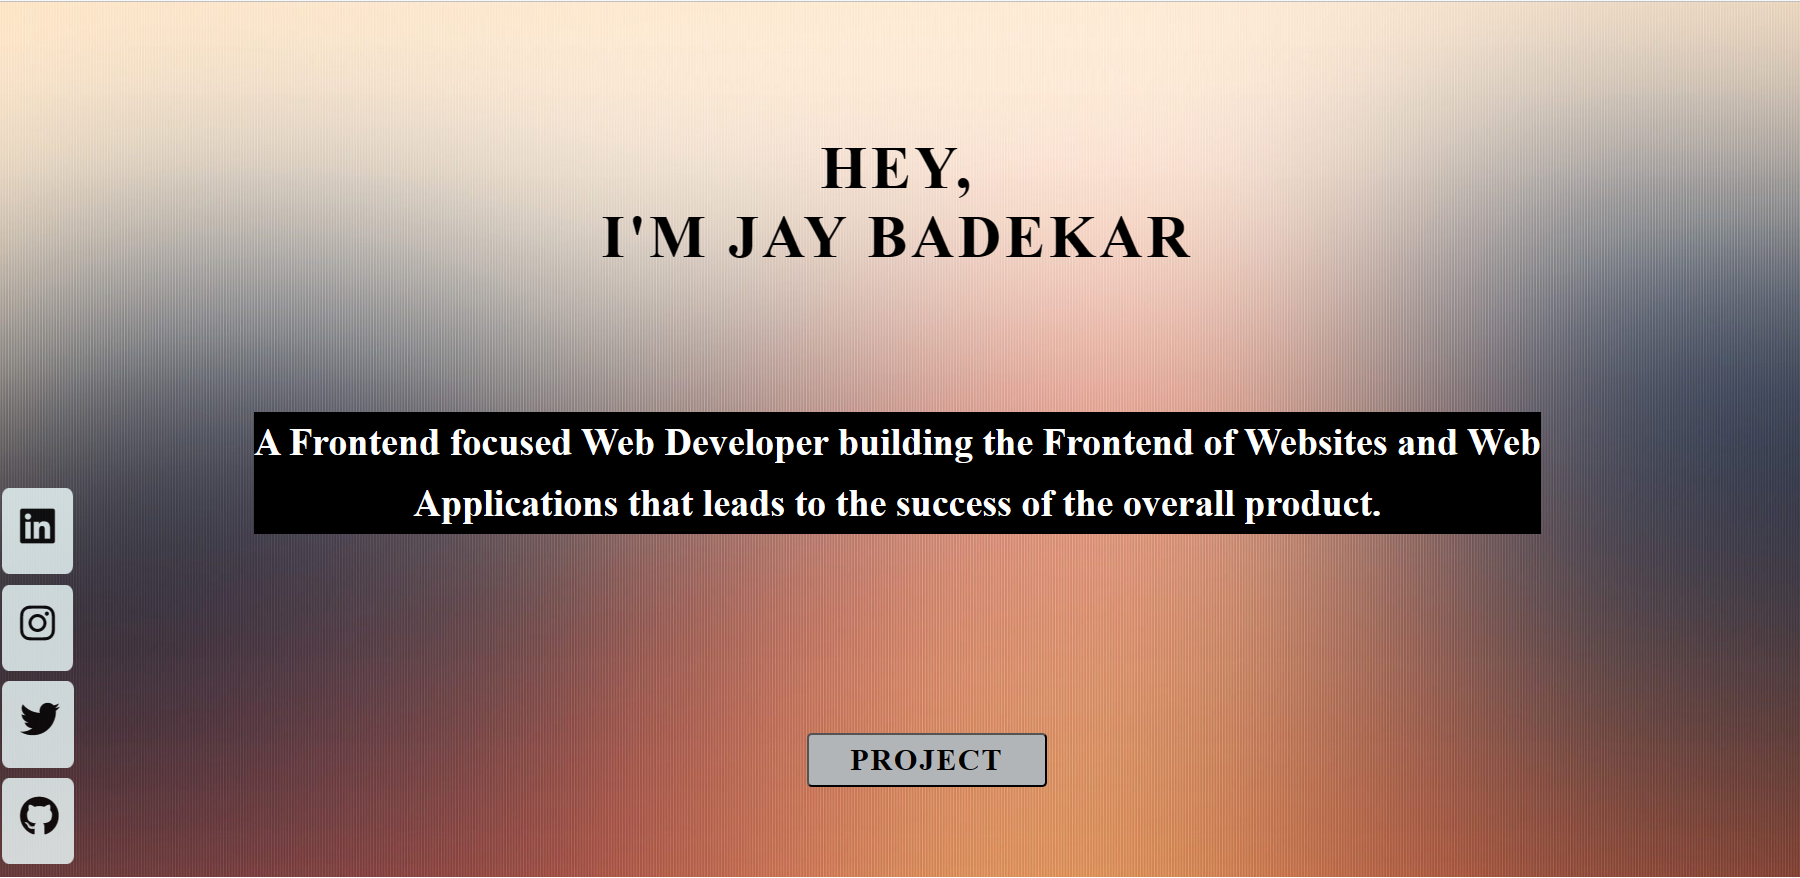 HEY,
I'M JAY BADEKAR
A Frontend focused Web Developer building the Frontend of Websites and Web
Applications that leads to the success of the overall product.
in
PROJECT